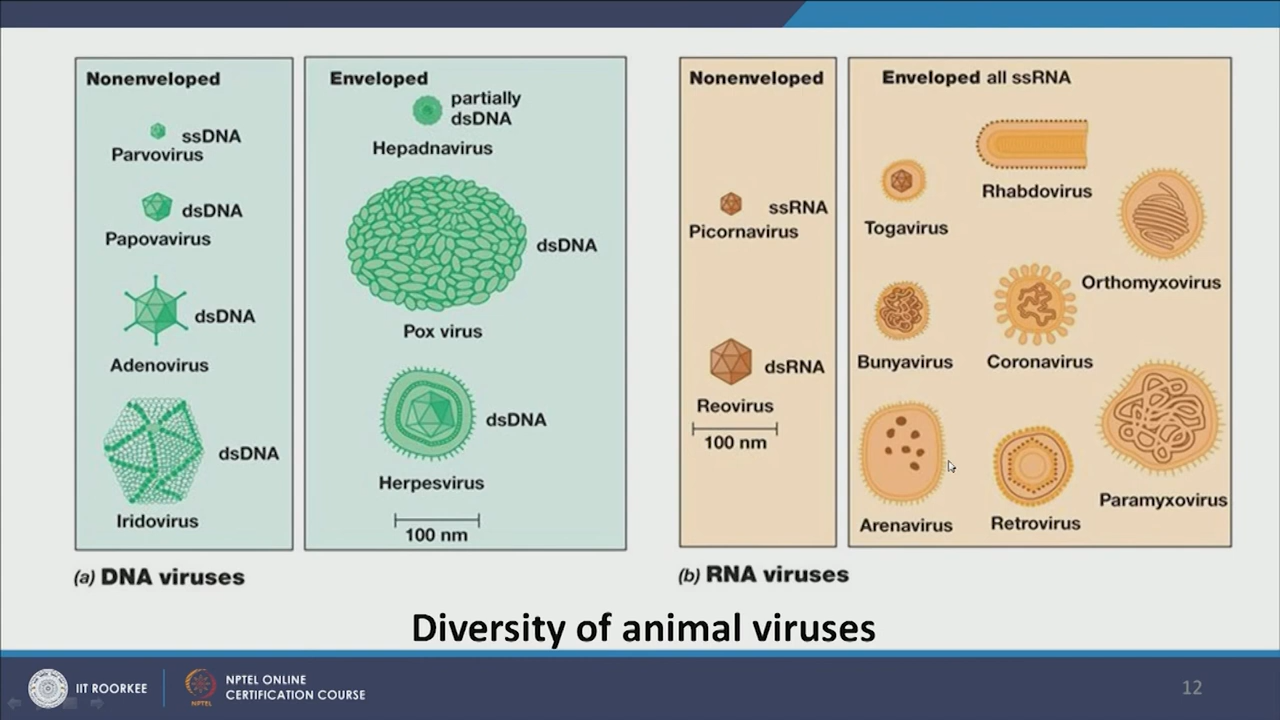 Nonenveloped
ssDNA
Parvovirus
dsDNA
Papovavirus
dsDNA
Adenovirus
dsDNA
Iridovirus
Enveloped
partially
dsDNA
Hepadnavirus
dsDNA
Pox virus
dsDNA
Herpesvirus
100 nm
(a) DNA viruses
Nonenveloped
ssRNA
Picornavirus
dsRNA
Reovirus
100 nm
Enveloped all ssRNA
Rhabdovirus
Togavirus
Orthomyxovirus
Bunyavirus
Coronavirus
Paramyxovirus
Arenavirus
Retrovirus
(b) RNA viruses
Diversity of animal viruses
IIT ROORKEE
NPTEL
NPTEL ONLINE
CERTIFICATION COURSE
12